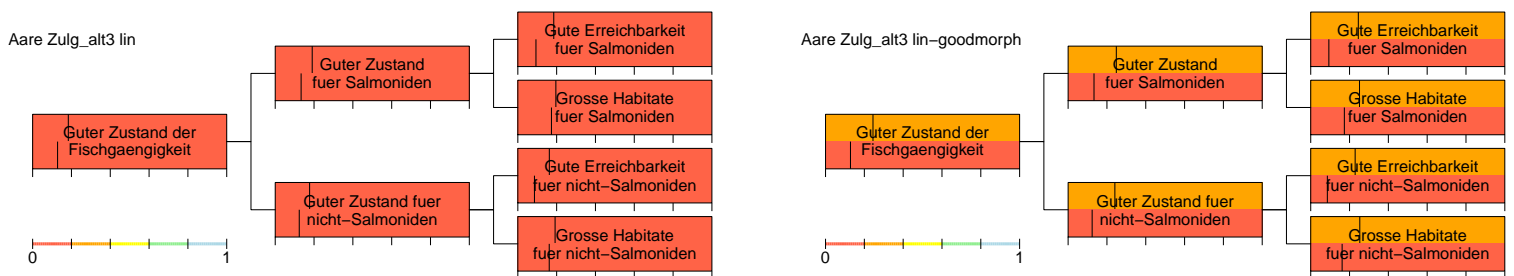 Aare Zulg_alt3 lin
Guter Zustand der
Fischgaengigkeit
Guter Zustand
fuer Salmoniden
Guter Zustand fuer
nicht−Salmoniden
Gute Erreichbarkeit
fuer Salmoniden
Grosse Habitate
fuer Salmoniden
Gute Erreichbarkeit
fuer nicht−Salmoniden
Grosse Habitate
fuer nicht−Salmoniden
0 1
Aare Zulg_alt3 lin−goodmorph
Guter Zustand der
Fischgaengigkeit
Guter Zustand
fuer Salmoniden
Guter Zustand fuer
nicht−Salmoniden
Gute Erreichbarkeit
fuer Salmoniden
Grosse Habitate
fuer Salmoniden
Gute Erreichbarkeit
fuer nicht−Salmoniden
Grosse Habitate
fuer nicht−Salmoniden
0 1